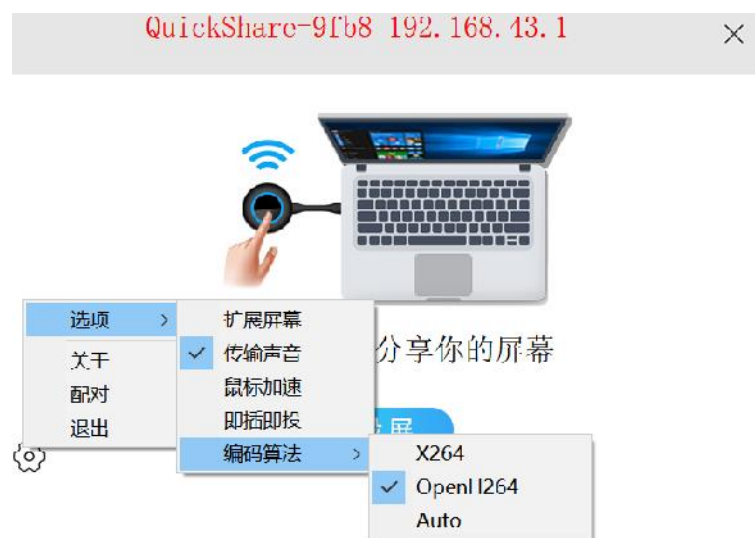 QuickShare-9fb8 192.168.43.1
分享你的屏幕
选项
关于
配对
退出
扩展屏幕
传输声音
鼠标加速
即插即投
编码算法
X264
OpenH264
Auto
屏